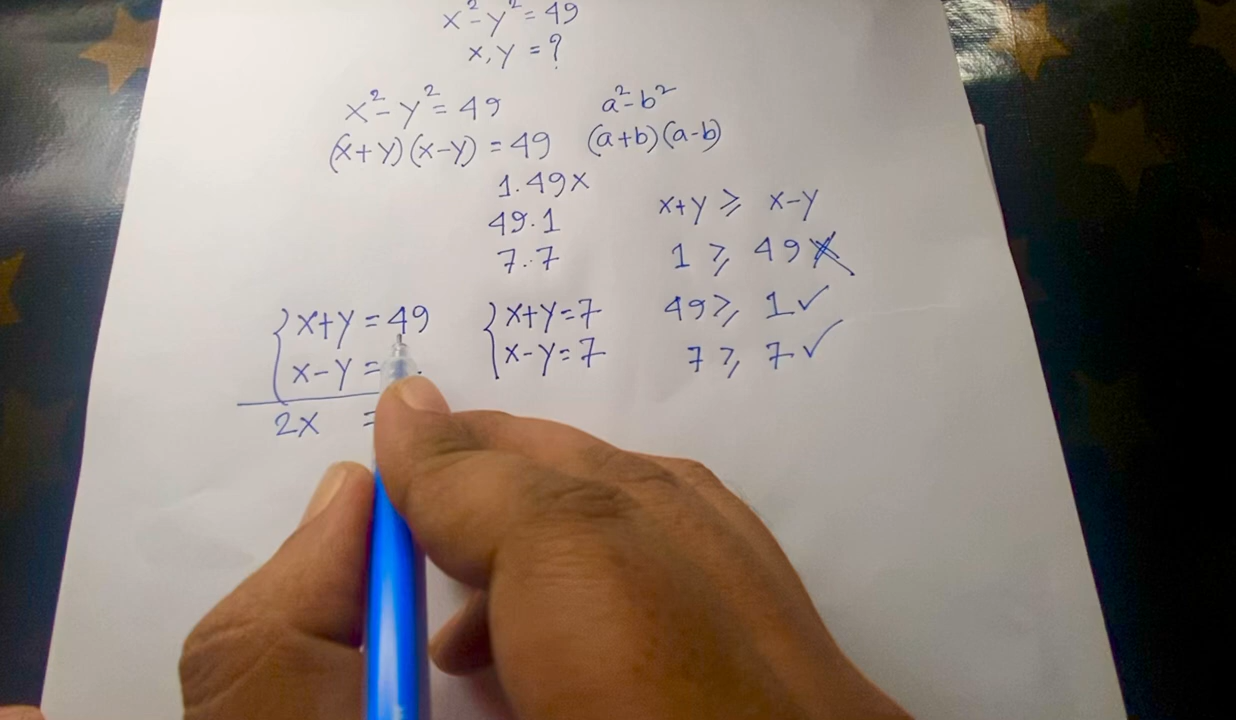 x²-y²=49
x,y=?
x²-y²=49 a²-b²
(x+y)(x-y)=49 (a+b)(a-b)
1.49x
49.1
7.7
x+y ⩾ x-y
1 ⩾ 49 X
49 ⩾ 1 ✓
7 ⩾ 7 ✓
x+y=49
x-y=
2x =
x+y=7
x-y=7